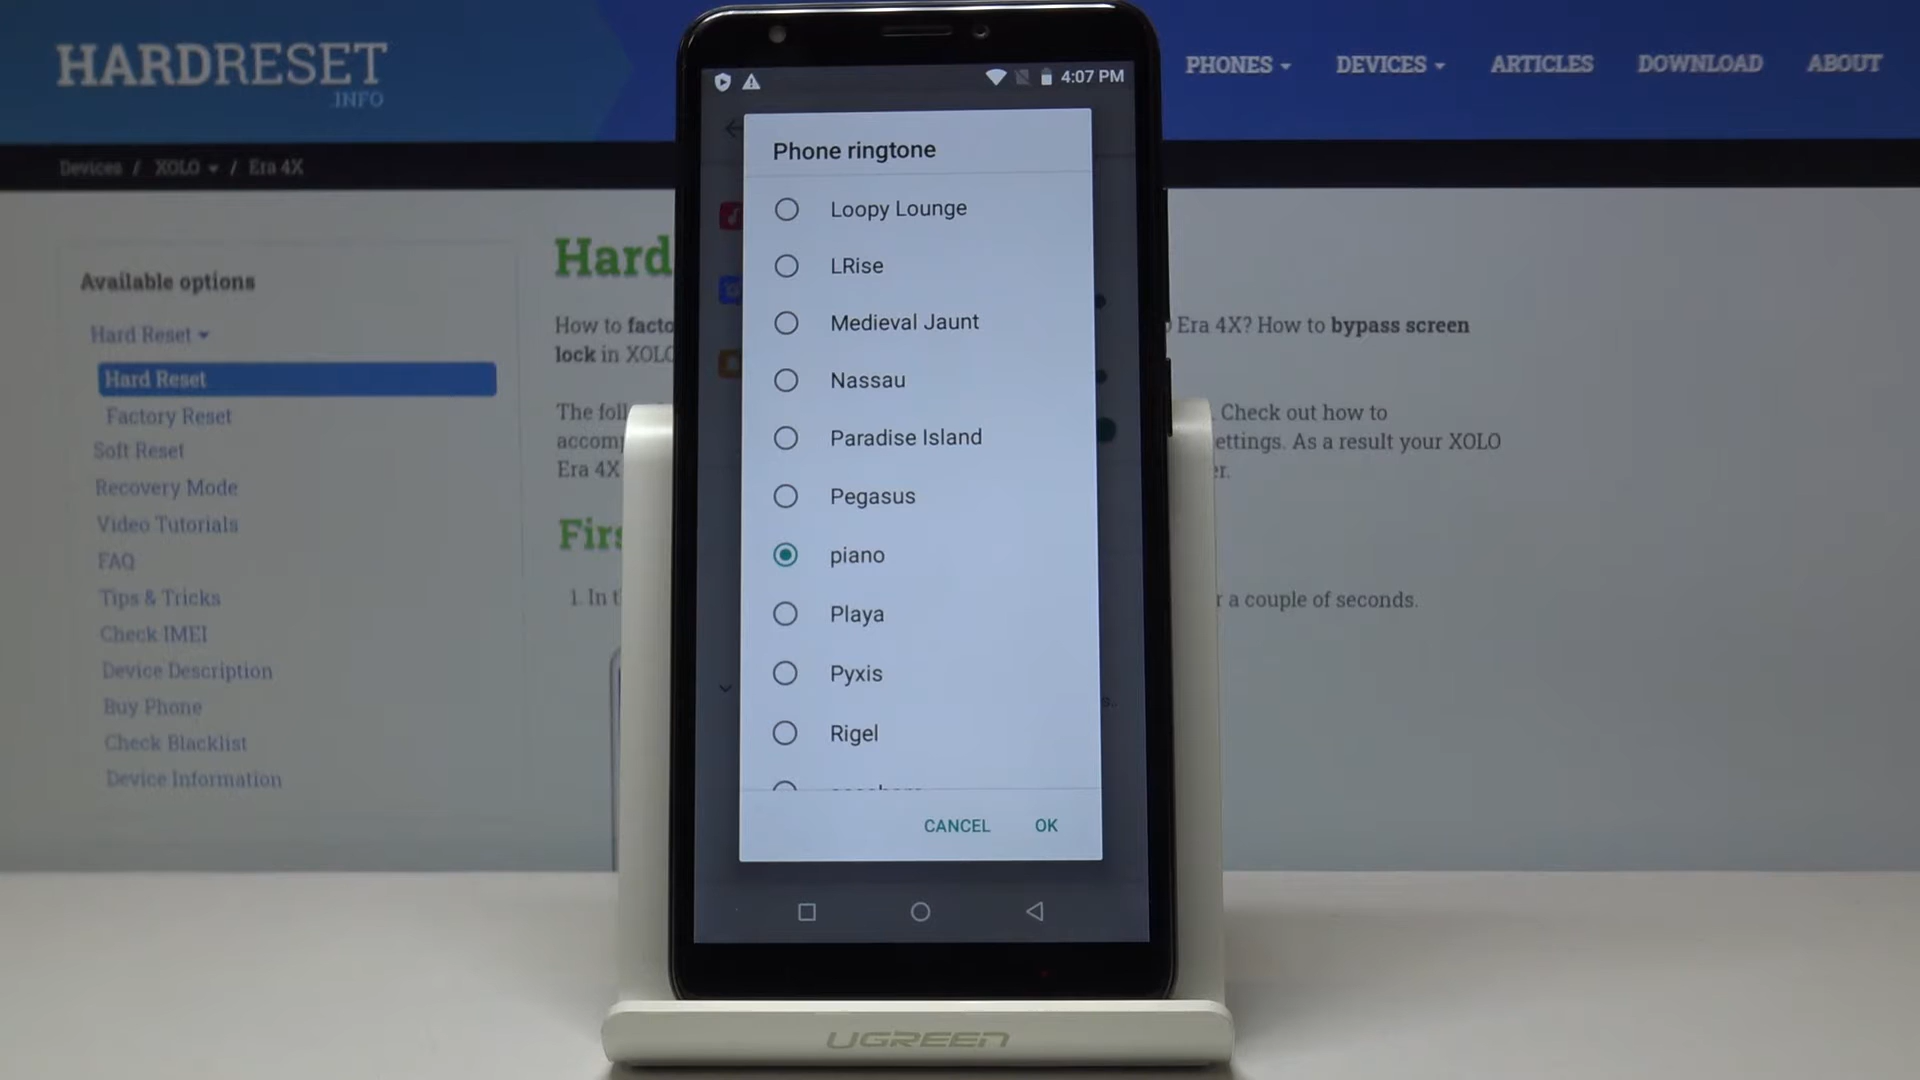 HARDRESET
.INFO
PHONES
DEVICES
ARTICLES
DOWNLOAD
ABOUT
Devices / XOLO / Era 4X
Available options
Hard Reset
Hard Reset
Factory Reset
Soft Reset
Recovery Mode
Video Tutorials
FAQ
Tips & Tricks
Check IMEI
Device Description
Buy Phone
Check Blacklist
Device Information
Hard
How to facto
Era 4X? How to bypass screen
lock in XOLO
The foll
. Check out how to
accomp
ettings. As a result your XOLO
Era 4X
er.
Firs
1. In t
r a couple of seconds.
4:07 PM
Phone ringtone
Loopy Lounge
LRise
Medieval Jaunt
Nassau
Paradise Island
Pegasus
piano
Playa
Pyxis
Rigel
CANCEL
OK
UGREEN